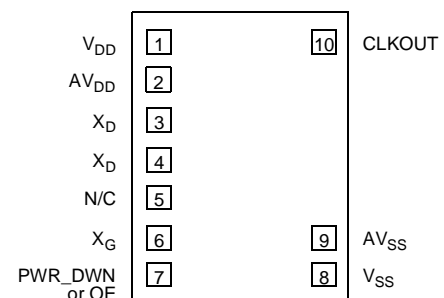 V_DD 1 10 CLKOUT
AV_DD 2
X_D 3
X_D 4
N/C 5
X_G 6 9 AV_SS
PWR_DWN 7 8 V_SS
or OE